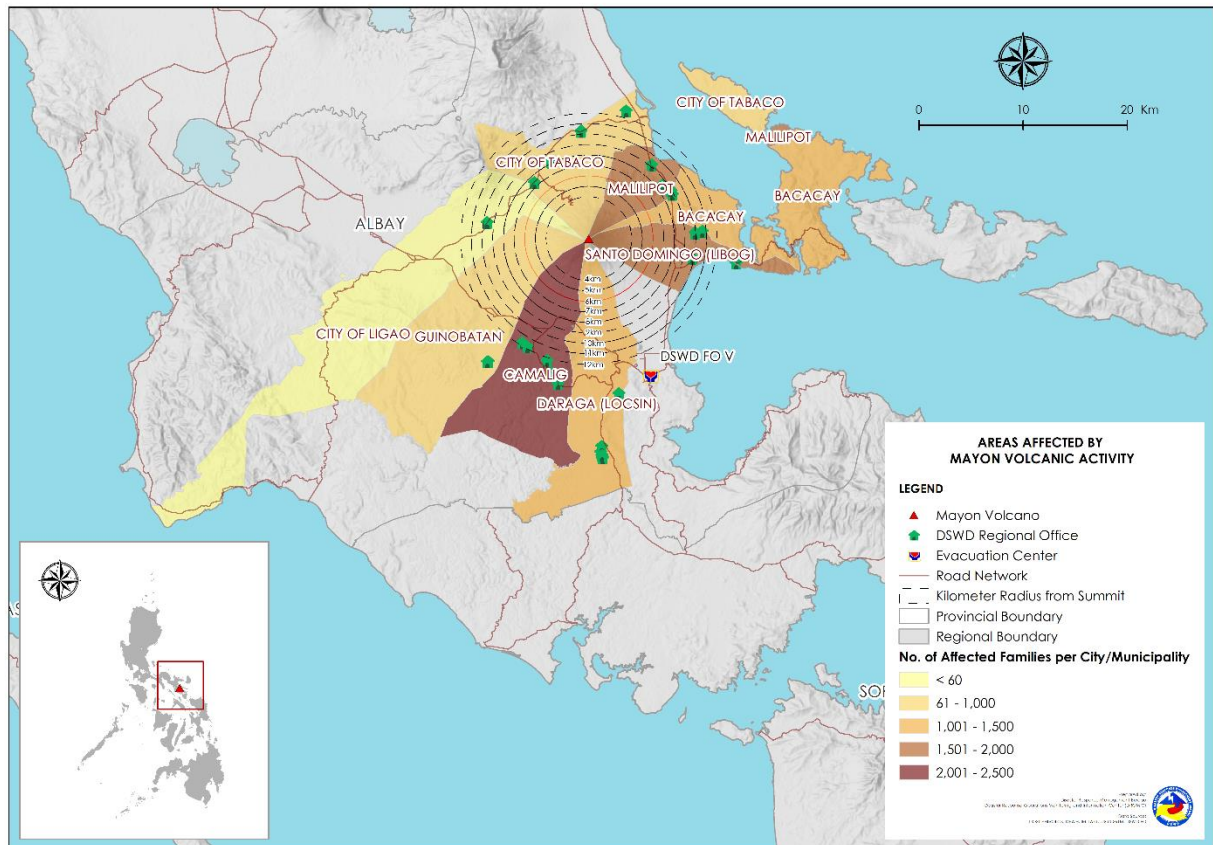 CITY OF TABACO
0 10 20 Km
MALILIPOT
CITY OF TABACO
MALILIPOT
BACACAY
BACACAY
ALBAY
SANTO DOMINGO (LIBOG)
4km
5km
6km
7km
8km
9km
10km
11km
12km
CITY OF LIGAO
GUINOBATAN
DSWD FO V
CAMALIG
DARAGA (LOCSIN)
AREAS AFFECTED BY
MAYON VOLCANIC ACTIVITY
LEGEND
Mayon Volcano
DSWD Regional Office
Evacuation Center
Road Network
Kilometer Radius from Summit
Provincial Boundary
Regional Boundary
No. of Affected Families per City/Municipality
< 60
61 - 1,000
1,001 - 1,500
1,501 - 2,000
2,001 - 2,500